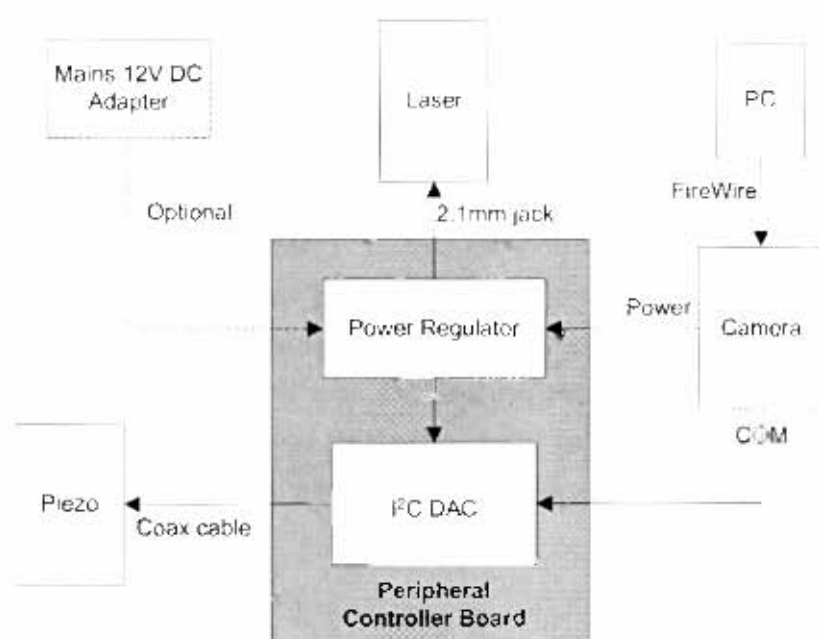 Mains 12V DC
Adapter
Laser
PC
Optional
2.1mm jack
FireWire
Power Regulator
Power
Camera
COM
Piezo
Coax cable
I²C DAC
Peripheral
Controller Board